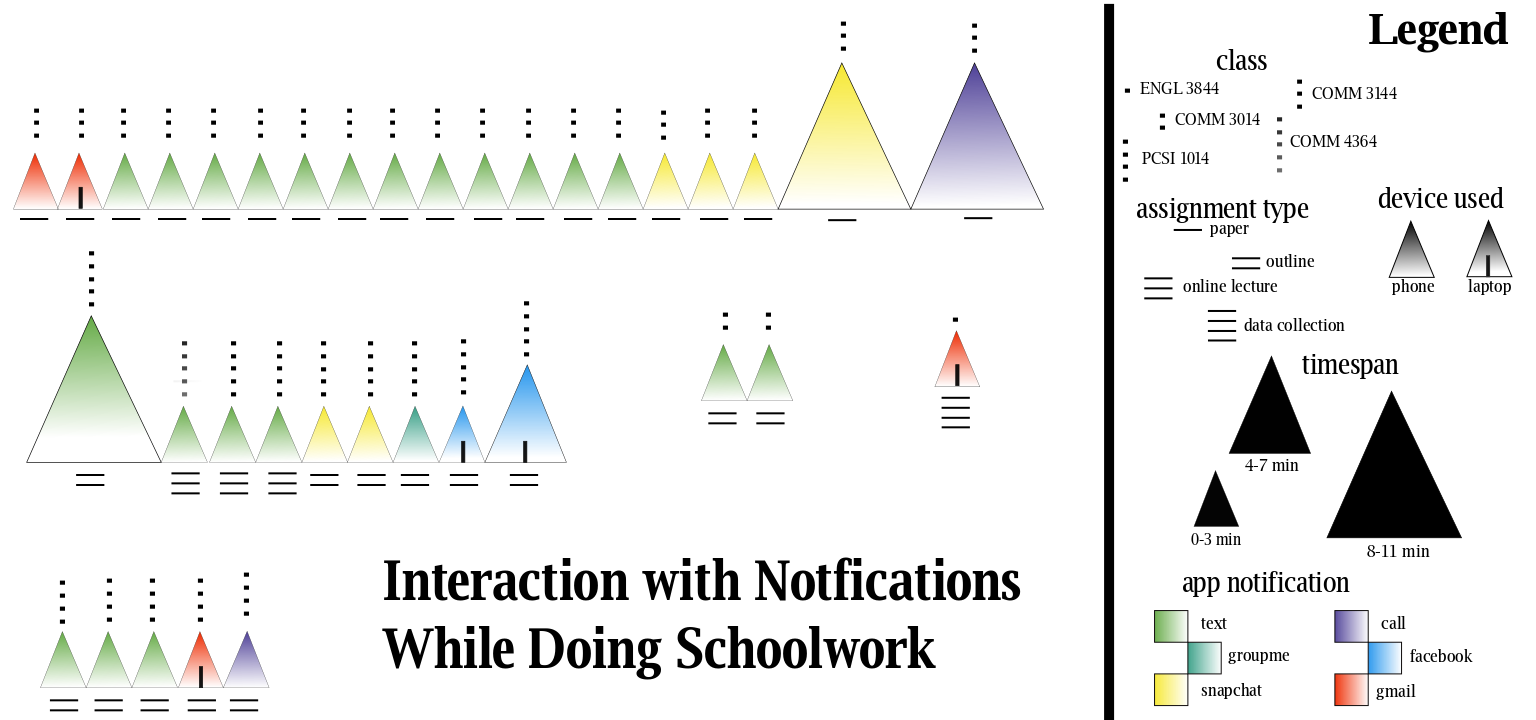 Legend
class
ENGL 3844
COMM 3144
COMM 3014
COMM 4364
PCSI 1014
assignment type
device used
paper
outline
online lecture
phone
laptop
data collection
timespan
4-7 min
0-3 min
8-11 min
Interaction with Notfications
While Doing Schoolwork
app notification
text
call
groupme
facebook
snapchat
gmail